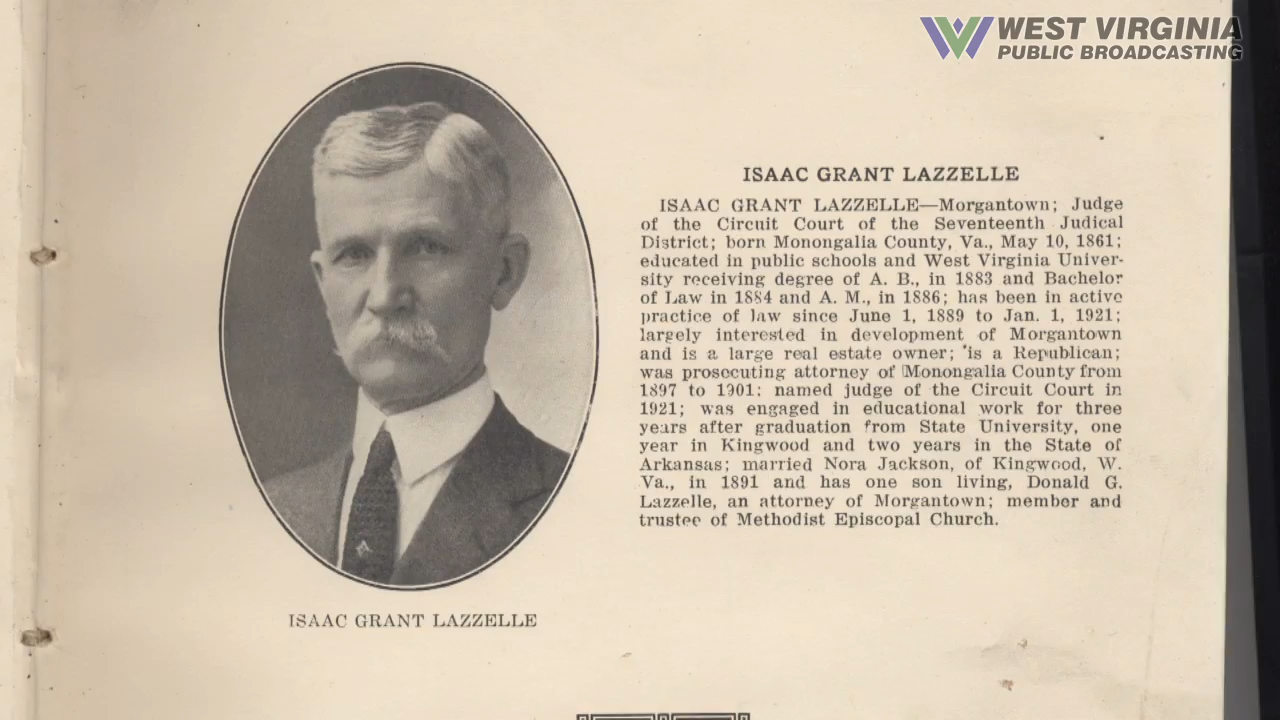 WEST VIRGINIA
PUBLIC BROADCASTING
ISAAC GRANT LAZZELLE
ISAAC GRANT LAZZELLE—Morgantown; Judge
of the Circuit Court of the Seventeenth Judical
District; born Monongalia County, Va., May 10, 1861;
educated in public schools and West Virginia Univer-
sity receiving degree of A. B., in 1883 and Bachelor
of Law in 1884 and A. M., in 1886; has been in active
practice of law since June 1, 1889 to Jan. 1, 1921;
largely interested in development of Morgantown
and is a large real estate owner; is a Republican;
was prosecuting attorney of Monongalia County from
1897 to 1901; named judge of the Circuit Court in
1921; was engaged in educational work for three
years after graduation from State University, one
year in Kingwood and two years in the State of
Arkansas; married Nora Jackson, of Kingwood, W.
Va., in 1891 and has one son living, Donald G.
Lazzelle, an attorney of Morgantown; member and
trustee of Methodist Episcopal Church.
ISAAC GRANT LAZZELLE